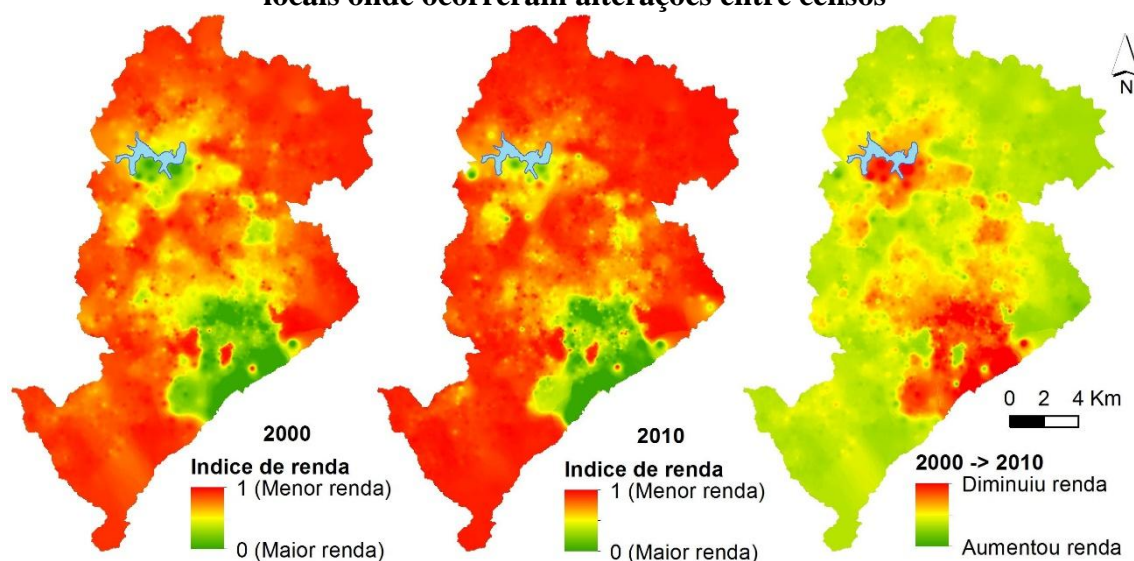 locais onde ocorreram alterações entre censos
N
0 2 4 Km
2000
Indice de renda
1 (Menor renda)
0 (Maior renda)
2010
Indice de renda
1 (Menor renda)
0 (Maior renda)
2000 -> 2010
Diminuiu renda
Aumentou renda